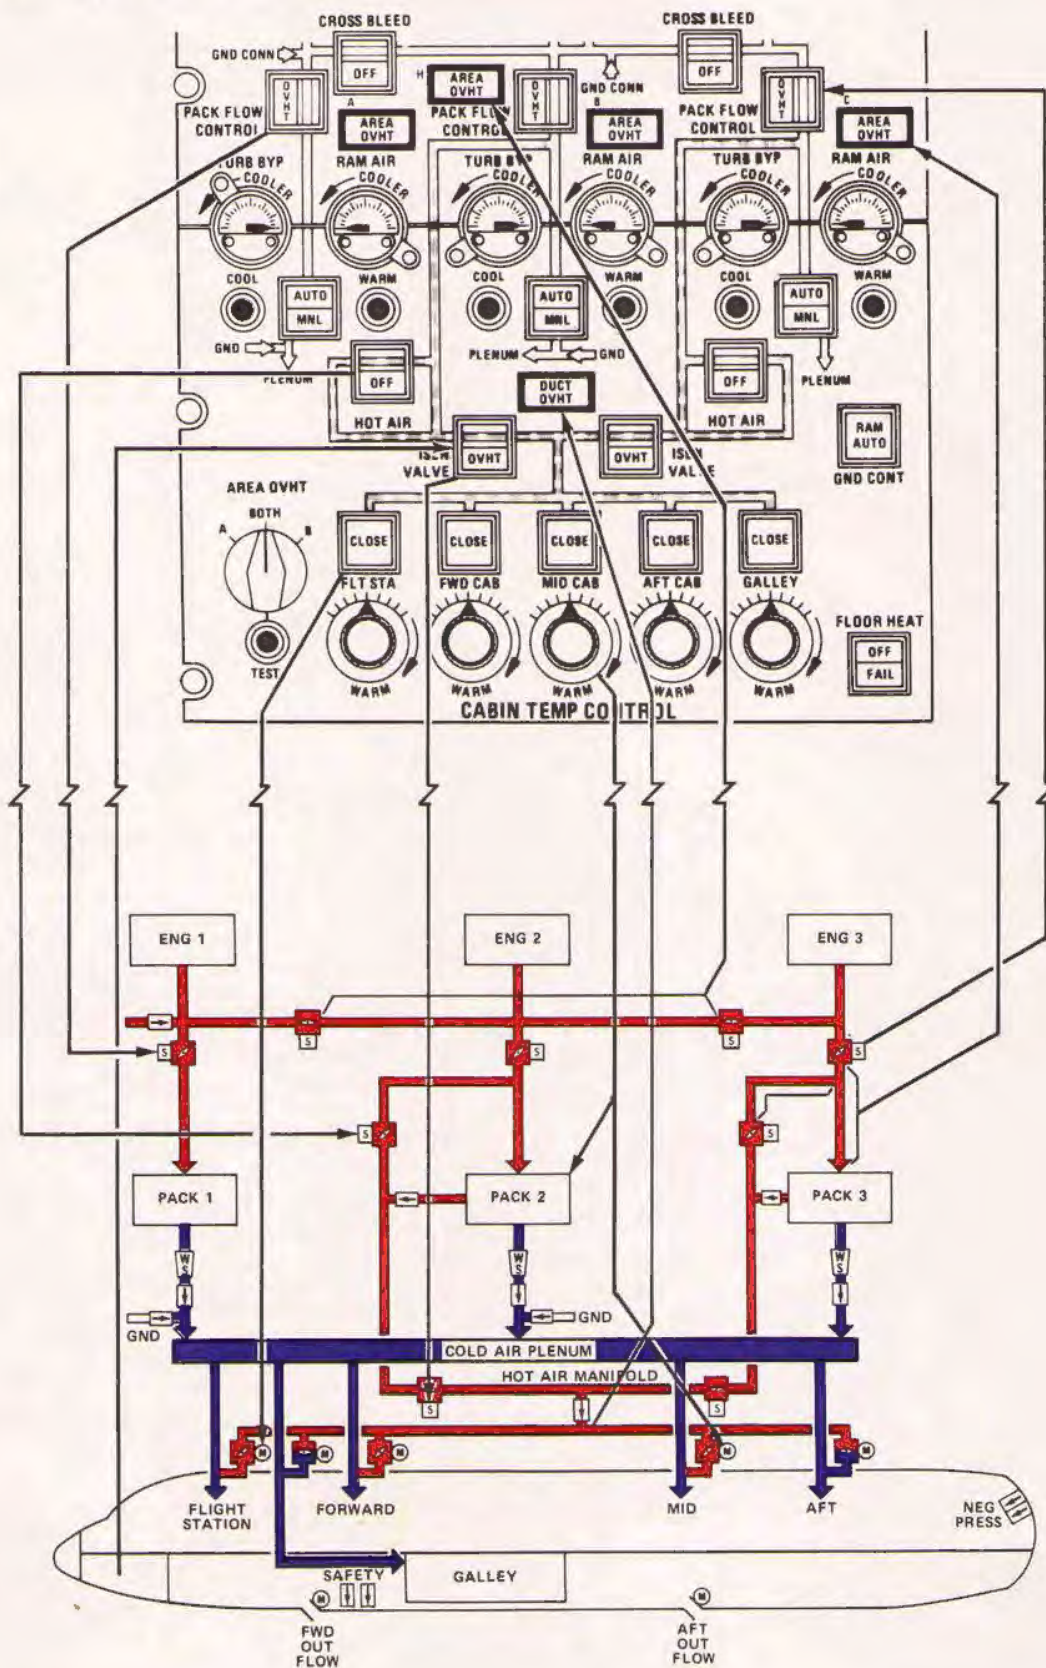 CROSS BLEED
CROSS BLEED
GND CONN
OFF
H
AREA
OVHT
OVHT
GND CONN
OFF
OVHT
OVHT
PACK FLOW
CONTROL
A
AREA
OVHT
PACK FLOW
CONTROL
B
AREA
OVHT
PACK FLOW
CONTROL
C
AREA
OVHT
TURB BYP
RAM AIR
TURB BYP
RAM AIR
TURB BYP
RAM AIR
COOLER
COOLER
COOLER
COOLER
COOLER
COOLER
COOL
AUTO
MNL
WARM
COOL
AUTO
MNL
WARM
COOL
AUTO
MNL
WARM
GND
PLENUM
OFF
HOT AIR
PLENUM
GND
DUCT
OVHT
OFF
HOT AIR
PLENUM
RAM
AUTO
GND CONT
OVHT
ISLN
VALVE
OVHT
ISLN
VALVE
AREA OVHT
BOTH
A
B
TEST
CLOSE
CLOSE
CLOSE
CLOSE
CLOSE
FLT STA
FWD CAB
MID CAB
AFT CAB
GALLEY
WARM
WARM
WARM
WARM
WARM
FLOOR HEAT
OFF
FAIL
CABIN TEMP CONTROL
ENG 1
ENG 2
ENG 3
S
S
S
S
S
S
S
PACK 1
PACK 2
PACK 3
WS
WS
WS
GND
GND
COLD AIR PLENUM
HOT AIR MANIFOLD
S
S
M
M
M
M
M
FLIGHT
STATION
FORWARD
MID
AFT
NEG
PRESS
SAFETY
GALLEY
M
M
FWD
OUT
FLOW
AFT
OUT
FLOW